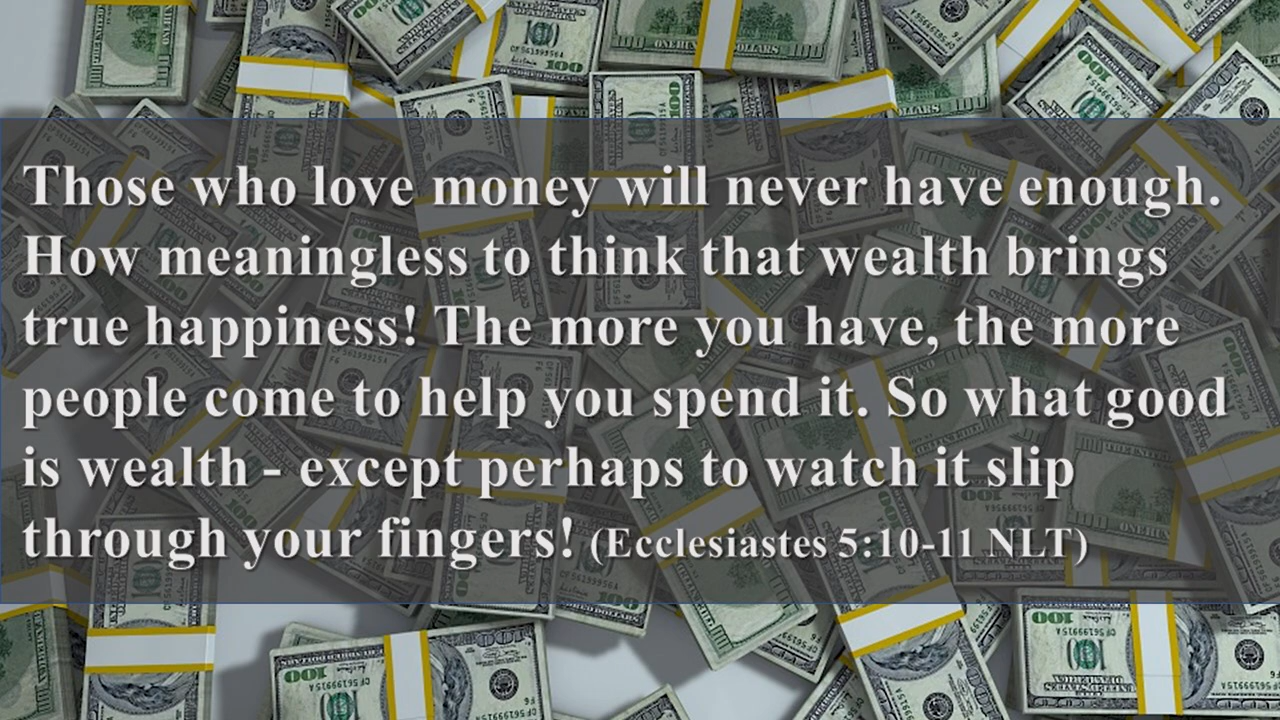 Those who love money will never have enough.
How meaningless to think that wealth brings
true happiness! The more you have, the more
people come to help you spend it. So what good
is wealth - except perhaps to watch it slip
through your fingers! (Ecclesiastes 5:10-11 NLT)